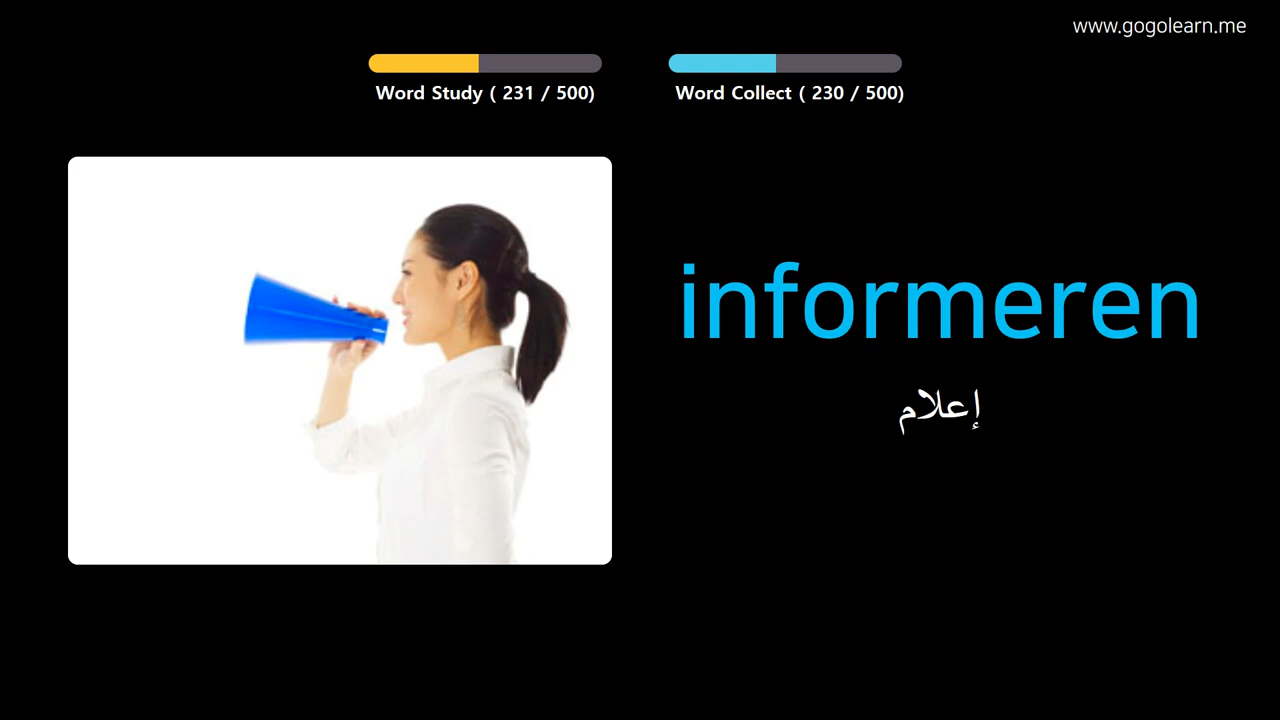 www.gogolearn.me
Word Study ( 231 / 500)
Word Collect ( 230 / 500)
informeren
إعلام